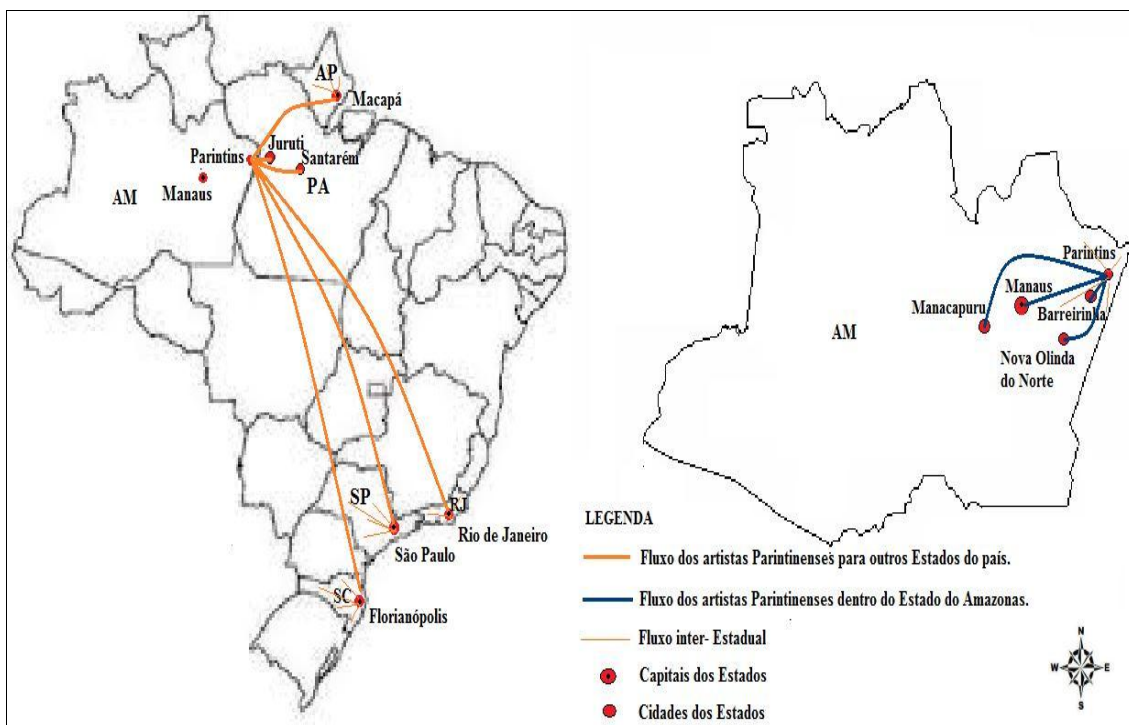 AP
Macapá
Juruti
Parintins
Santarém
PA
AM
Manaus
SP
RJ
Rio de Janeiro
São Paulo
SC
Florianópolis
Parintins
Manaus
Manacapuru
Barreirinha
AM
Nova Olinda
do Norte
LEGENDA
Fluxo dos artistas Parintinenses para outros Estados do país.
Fluxo dos artistas Parintinenses dentro do Estado do Amazonas.
Fluxo inter- Estadual
Capitais dos Estados
Cidades dos Estados
N
W E
S